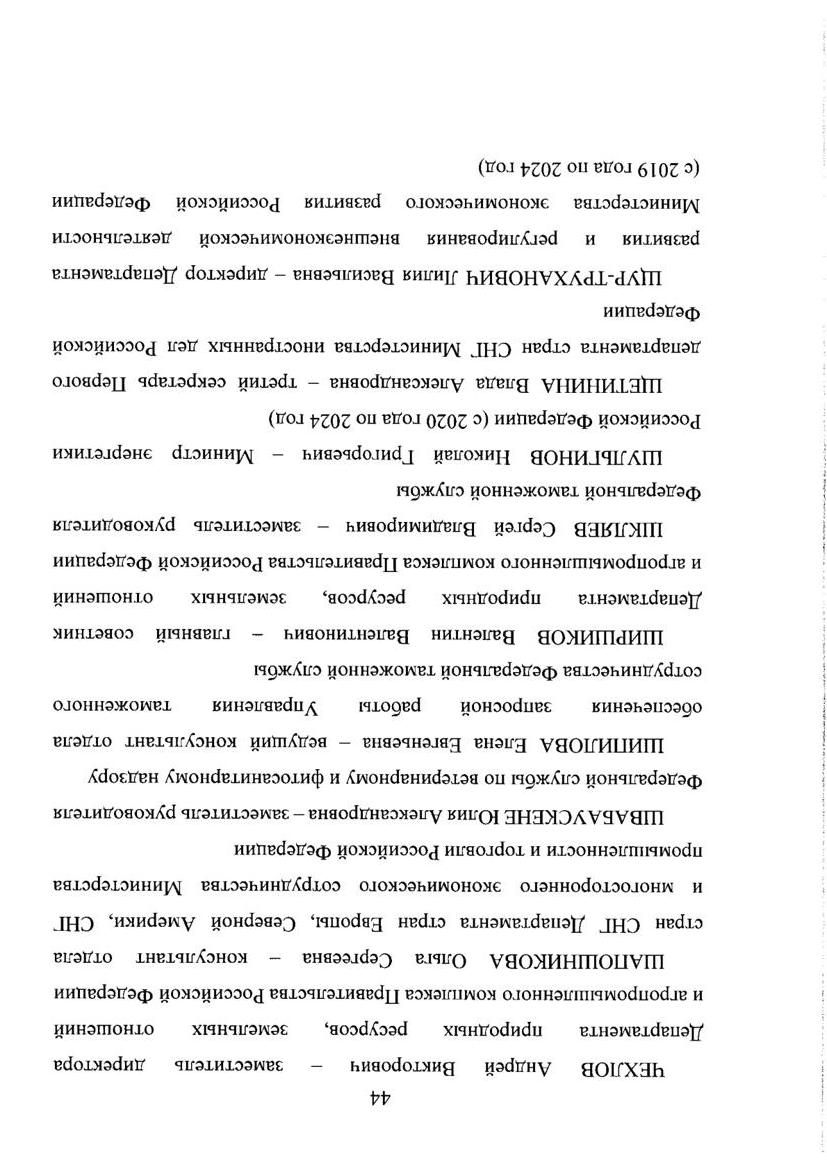 44
ЧЕХЛОВ Андрей Викторович – заместитель директора
Департамента природных ресурсов, земельных отношений
и агропромышленного комплекса Правительства Российской Федерации
ШАПОШНИКОВА Ольга Сергеевна – консультант отдела
стран СНГ Департамента стран Европы, Северной Америки, СНГ
и многостороннего экономического сотрудничества Министерства
промышленности и торговли Российской Федерации
ШВАБАУСКЕНЕ Юлия Александровна – заместитель руководителя
Федеральной службы по ветеринарному и фитосанитарному надзору
ШИПИЛОВА Елена Евгеньевна – ведущий консультант отдела
обеспечения запросной работы Управления таможенного
сотрудничества Федеральной таможенной службы
ШИРШИКОВ Валентин Валентинович – главный советник
Департамента природных ресурсов, земельных отношений
и агропромышленного комплекса Правительства Российской Федерации
ШКЛЯЕВ Сергей Владимирович – заместитель руководителя
Федеральной таможенной службы
ШУЛЬГИНОВ Николай Григорьевич – Министр энергетики
Российской Федерации (с 2020 года по 2024 год)
ЩЕТИНИНА Влада Александровна – третий секретарь Первого
департамента стран СНГ Министерства иностранных дел Российской
Федерации
ЩУР-ТРУХАНОВИЧ Лилия Васильевна – директор Департамента
развития и регулирования внешнеэкономической деятельности
Министерства экономического развития Российской Федерации
(с 2019 года по 2024 год)